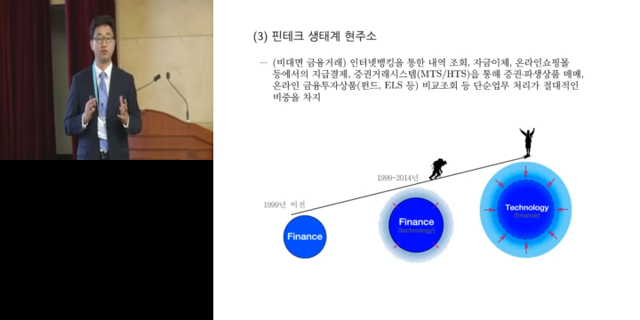 (3) 핀테크 생태계 현주소
— (비대면 금융거래) 인터넷뱅킹을 통한 내역 조회, 자금이체, 온라인쇼핑몰
등에서의 지급결제, 증권거래시스템(MTS/HTS)을 통해 증권·파생상품 매매,
온라인 금융투자상품(펀드, ELS 등) 비교조회 등 단순업무 처리가 절대적인
비중을 차지
1999년 이전
1999-2014년
Finance
Finance
(technology)
Technology
(finance)